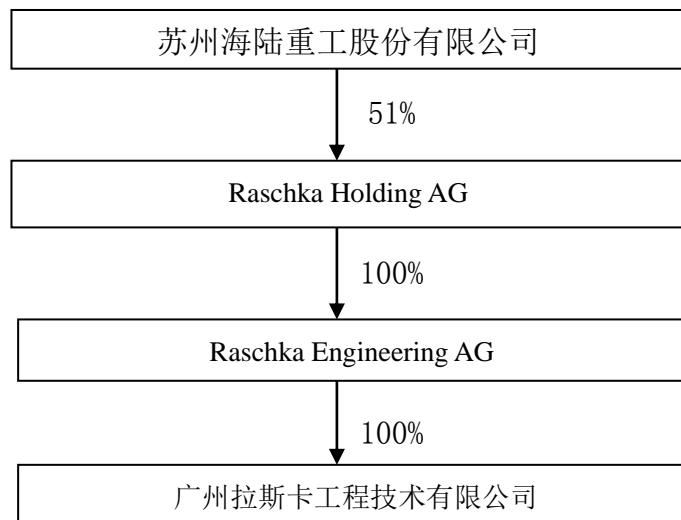 苏州海陆重工股份有限公司
51%
Raschka Holding AG
100%
Raschka Engineering AG
100%
广州拉斯卡工程技术有限公司